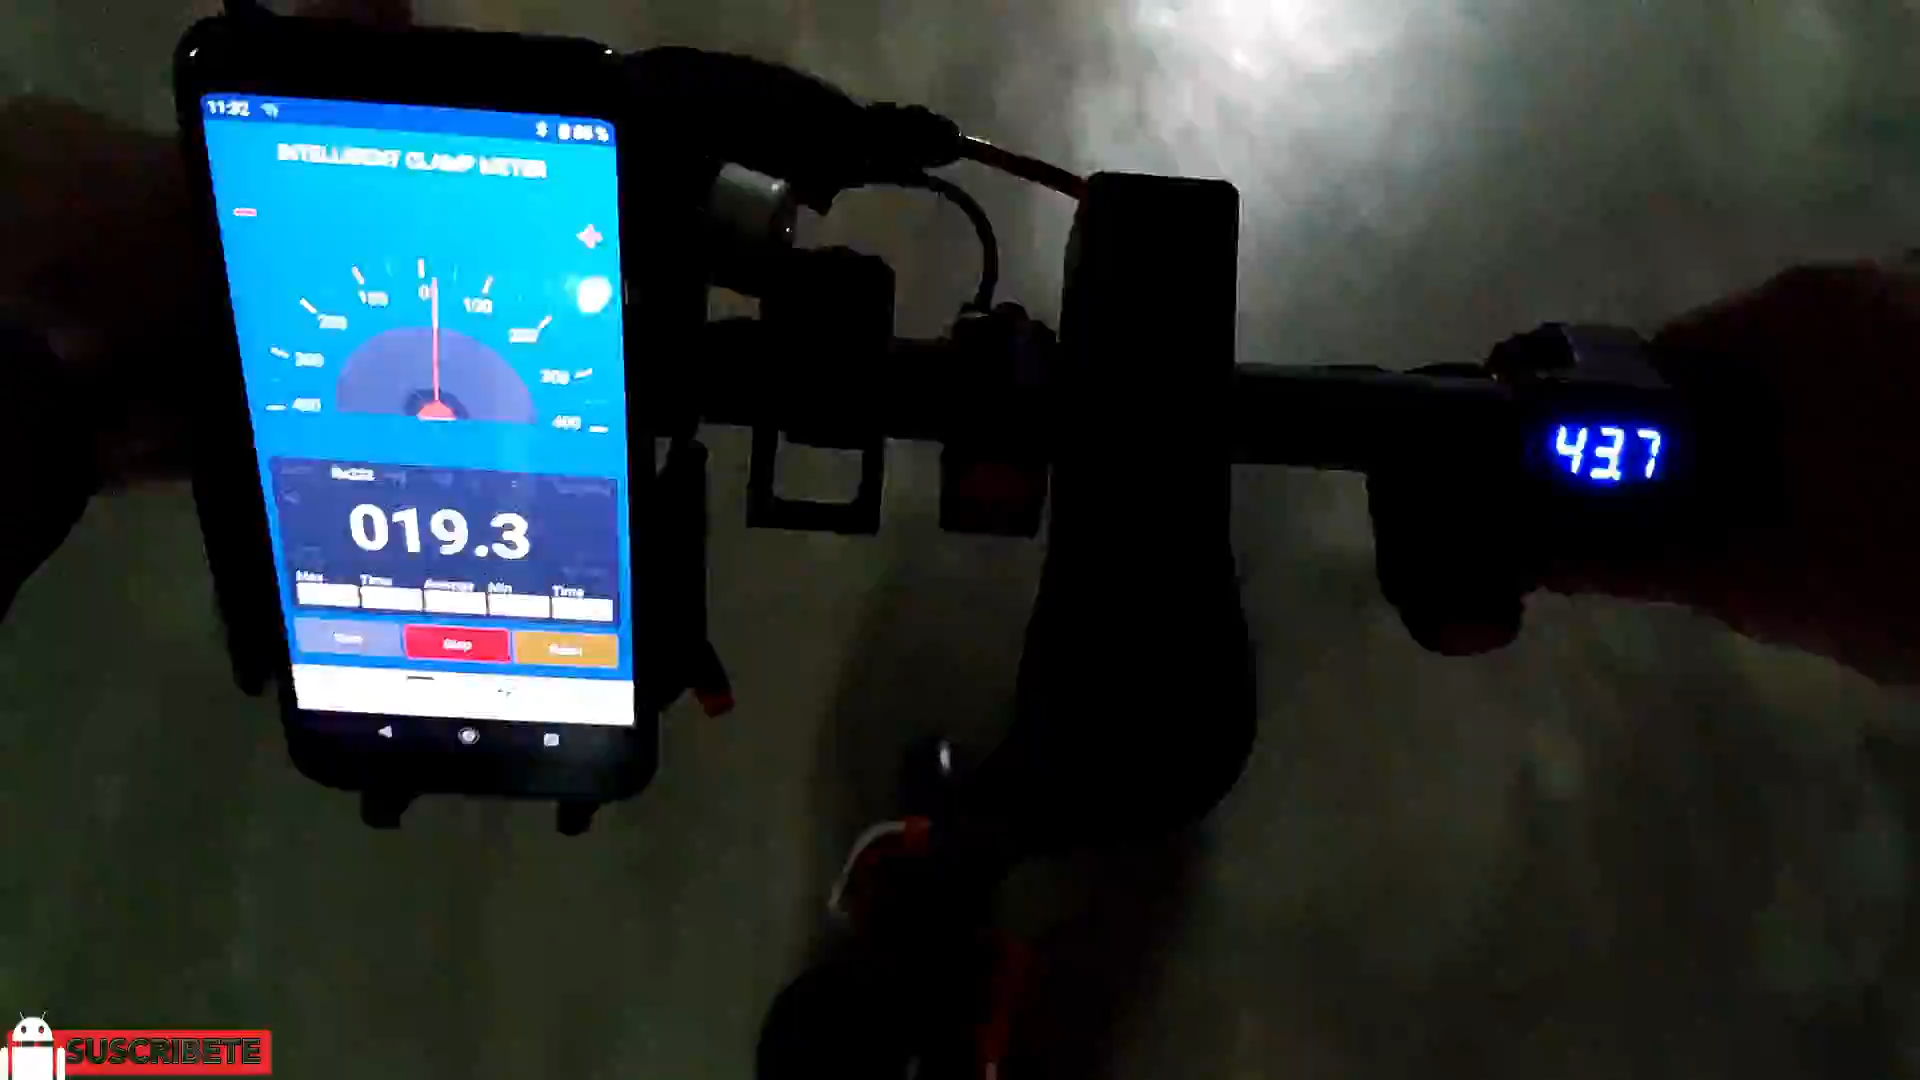 11:32
INTELLIGENT CLAMP METER
100 0 100
200 200
300 300
400 400
019.3
Max Time Average Min Time
Stop
43.7
SUSCRIBETE